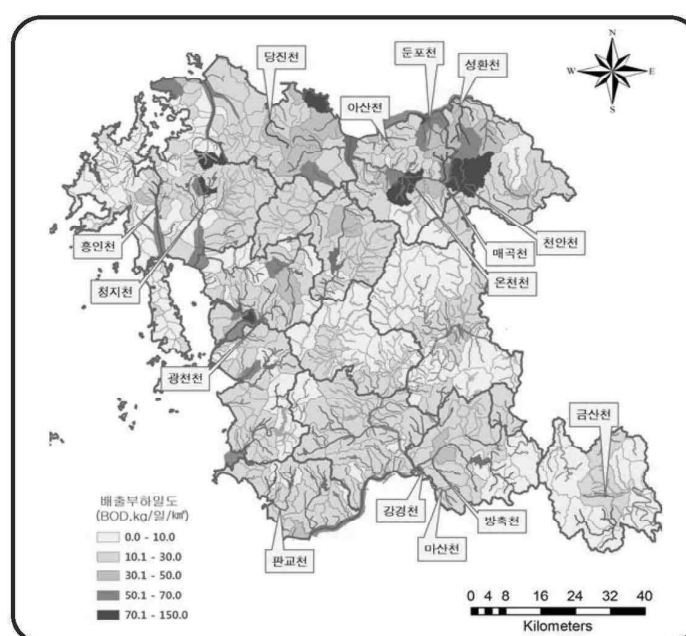 당진천
둔포천
성환천
아산천
N
W E
S
흥인천
청지천
천안천
매곡천
온천천
광천천
금산천
강경천
방축천
마산천
판교천
배출부하밀도
(BOD.kg/일/㎢)
0.0 - 10.0
10.1 - 30.0
30.1 - 50.0
50.1 - 70.0
70.1 - 150.0
0 4 8 16 24 32 40
Kilometers